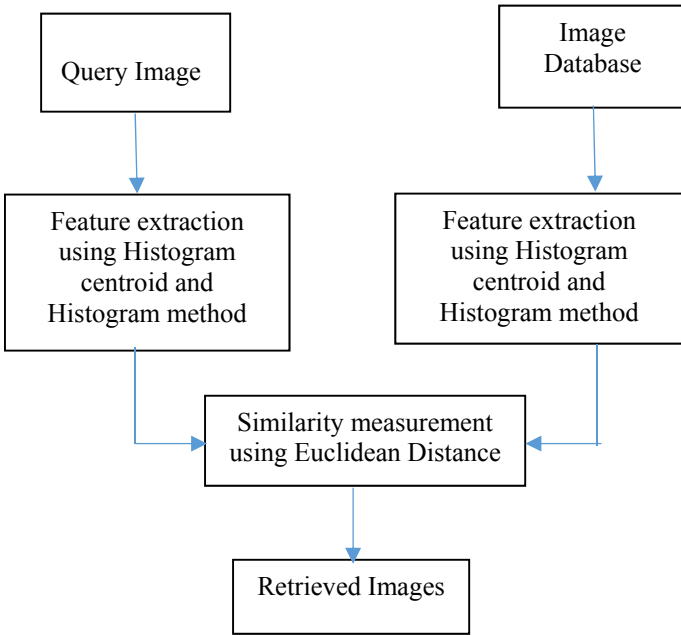 Query Image
Image
Database
Feature extraction
using Histogram
centroid and
Histogram method
Feature extraction
using Histogram
centroid and
Histogram method
Similarity measurement
using Euclidean Distance
Retrieved Images